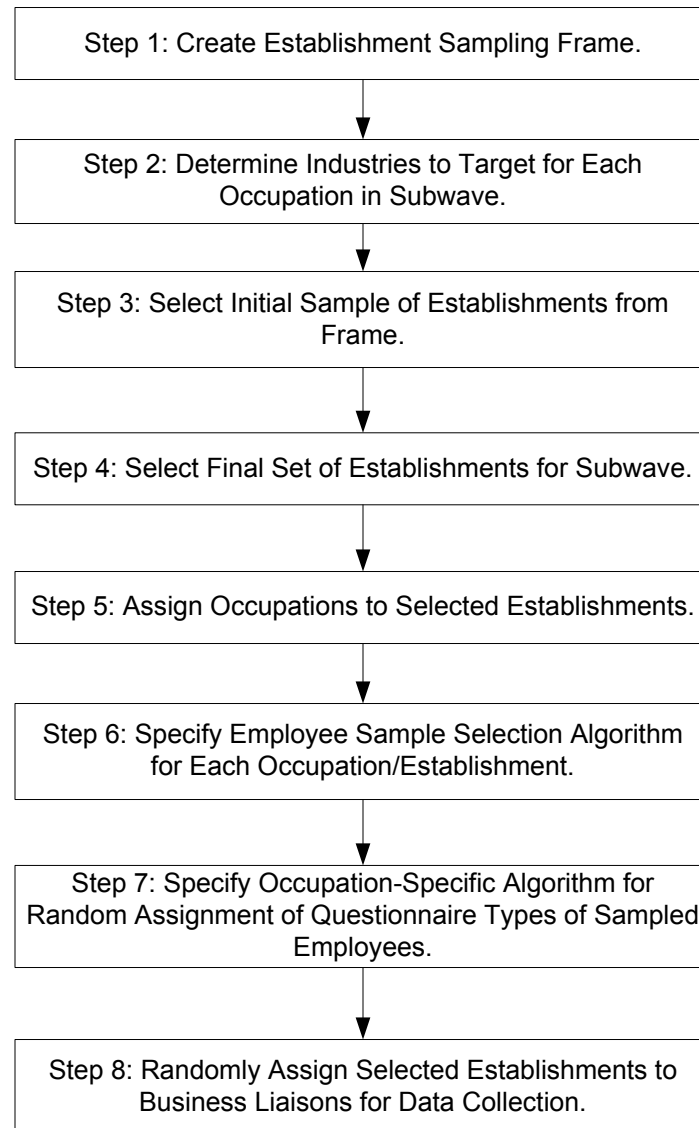 Step 1: Create Establishment Sampling Frame.
Step 2: Determine Industries to Target for Each
Occupation in Subwave.
Step 3: Select Initial Sample of Establishments from
Frame.
Step 4: Select Final Set of Establishments for Subwave.
Step 5: Assign Occupations to Selected Establishments.
Step 6: Specify Employee Sample Selection Algorithm
for Each Occupation/Establishment.
Step 7: Specify Occupation-Specific Algorithm for
Random Assignment of Questionnaire Types of Sampled
Employees.
Step 8: Randomly Assign Selected Establishments to
Business Liaisons for Data Collection.